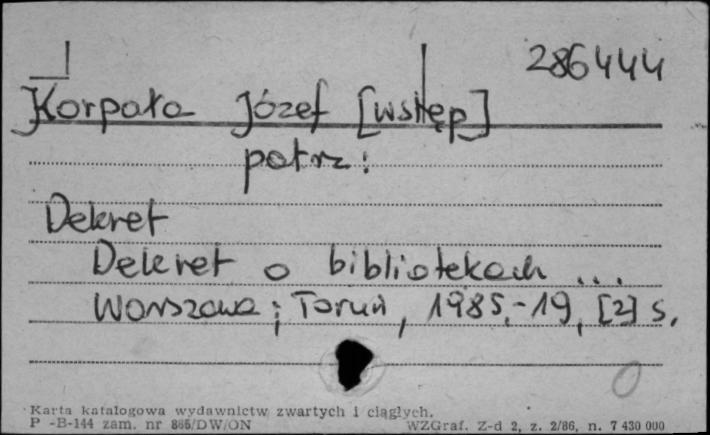 286444
Korpała Józef [wstęp]
patrz:
Dekret
Dekret o bibliotekach ...
Warszawa; Toruń, 1985.-19, [2] s.
0
Karta katalogowa wydawnictw zwartych i ciągłych.
P -B-144 zam. nr 865/DW/ON WZGraf. Z-d 2, z. 2/86, n. 7 430 000